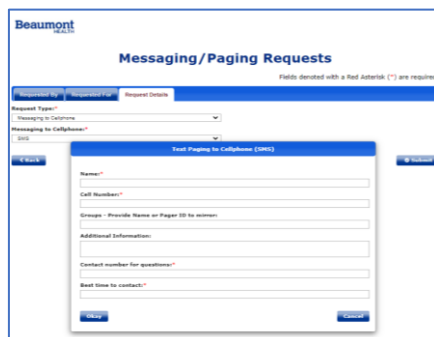 Beaumont
HEALTH
Messaging/Paging Requests
Fields denoted with a Red Asterisk (*) are required
Requested By Requested For Request Details
Request Type:*
Messaging to Cellphone
Messaging to Cellphone:*
SMS
Back Submit
Text Paging to Cellphone (SMS)
Name:*
Cell Number:*
Groups - Provide Name or Pager ID to mirror:
Additional Information:
Contact number for questions:*
Best time to contact:*
Okay Cancel